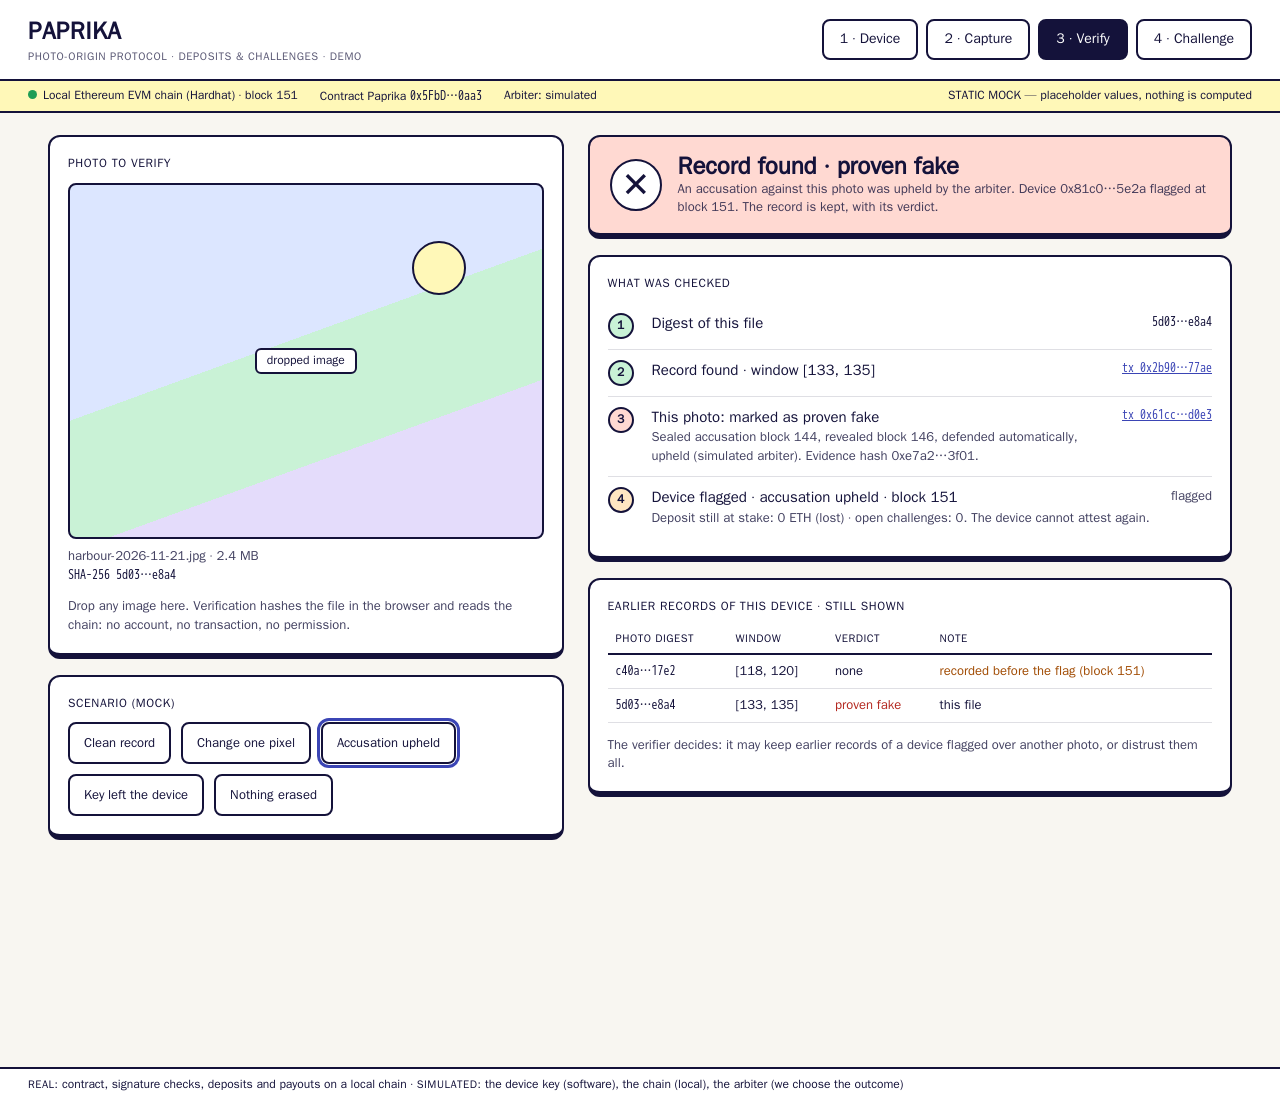 PAPRIKA
PHOTO-ORIGIN PROTOCOL · DEPOSITS & CHALLENGES · DEMO
1 · Device
2 · Capture
3 · Verify
4 · Challenge
Local Ethereum EVM chain (Hardhat) · block 151
Contract Paprika 0x5FbD···0aa3
Arbiter: simulated
STATIC MOCK — placeholder values, nothing is computed
PHOTO TO VERIFY
dropped image
harbour-2026-11-21.jpg · 2.4 MB
SHA-256 5d03···e8a4
Drop any image here. Verification hashes the file in the browser and reads the
chain: no account, no transaction, no permission.
SCENARIO (MOCK)
Clean record
Change one pixel
Accusation upheld
Key left the device
Nothing erased
Record found · proven fake
An accusation against this photo was upheld by the arbiter. Device 0x81c0···5e2a flagged at
block 151. The record is kept, with its verdict.
WHAT WAS CHECKED
1 Digest of this file 5d03···e8a4
2 Record found · window [133, 135] tx 0x2b90···77ae
3 This photo: marked as proven fake tx 0x61cc···d0e3
Sealed accusation block 144, revealed block 146, defended automatically,
upheld (simulated arbiter). Evidence hash 0xe7a2···3f01.
4 Device flagged · accusation upheld · block 151 flagged
Deposit still at stake: 0 ETH (lost) · open challenges: 0. The device cannot attest again.
EARLIER RECORDS OF THIS DEVICE · STILL SHOWN
PHOTO DIGEST WINDOW VERDICT NOTE
c40a···17e2 [118, 120] none recorded before the flag (block 151)
5d03···e8a4 [133, 135] proven fake this file
The verifier decides: it may keep earlier records of a device flagged over another photo, or distrust them
all.
REAL: contract, signature checks, deposits and payouts on a local chain · SIMULATED: the device key (software), the chain (local), the arbiter (we choose the outcome)